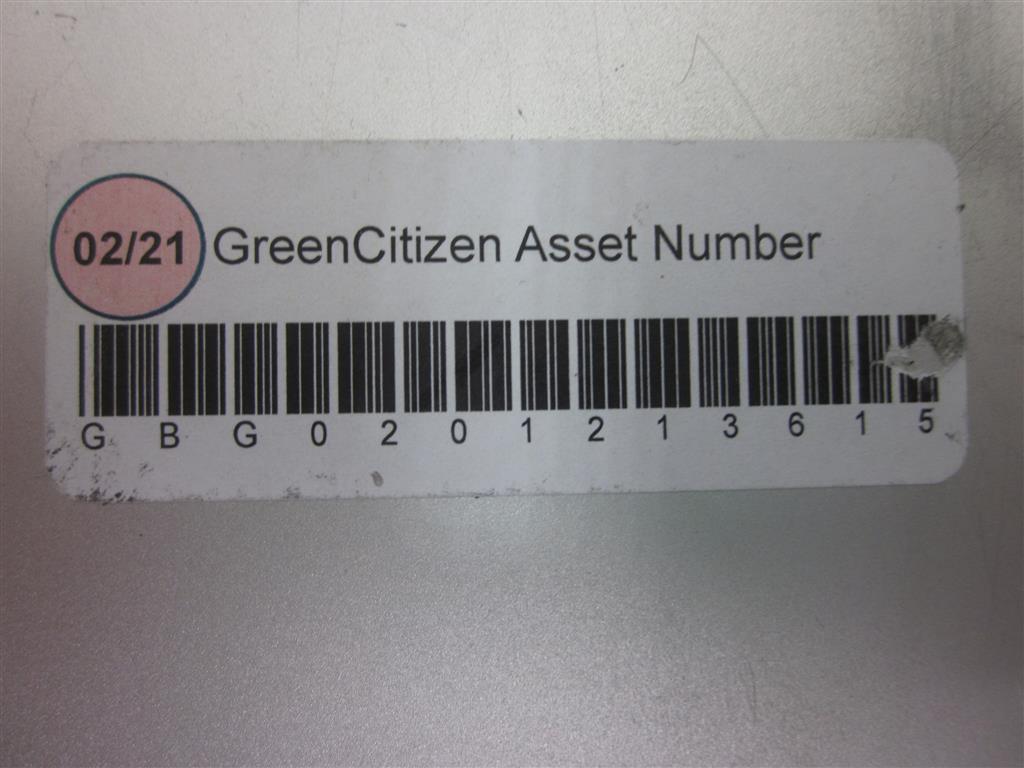 02/21 GreenCitizen Asset Number
G B G 0 2 0 1 2 1 3 6 1 5